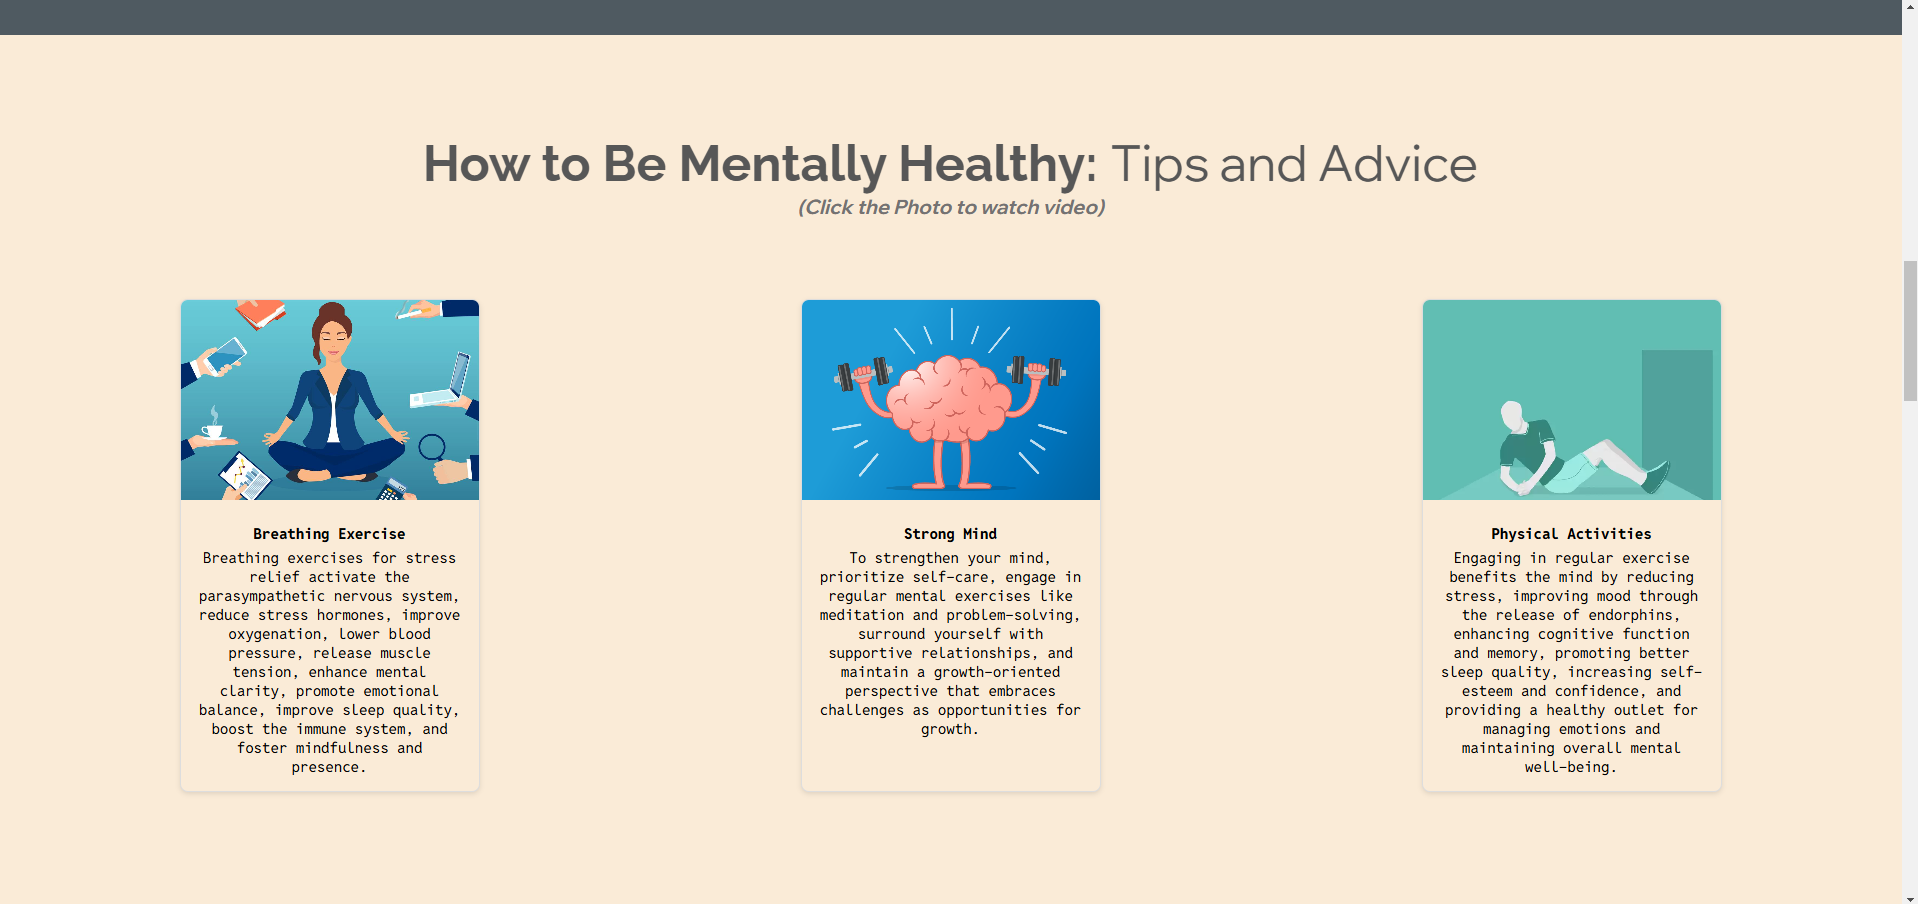 How to Be Mentally Healthy: Tips and Advice
(Click the Photo to watch video)
Breathing Exercise
Breathing exercises for stress
relief activate the
parasympathetic nervous system,
reduce stress hormones, improve
oxygenation, lower blood
pressure, release muscle
tension, enhance mental
clarity, promote emotional
balance, improve sleep quality,
boost the immune system, and
foster mindfulness and
presence.
Strong Mind
To strengthen your mind,
prioritize self-care, engage in
regular mental exercises like
meditation and problem-solving,
surround yourself with
supportive relationships, and
maintain a growth-oriented
perspective that embraces
challenges as opportunities for
growth.
Physical Activities
Engaging in regular exercise
benefits the mind by reducing
stress, improving mood through
the release of endorphins,
enhancing cognitive function
and memory, promoting better
sleep quality, increasing self-
esteem and confidence, and
providing a healthy outlet for
managing emotions and
maintaining overall mental
well-being.